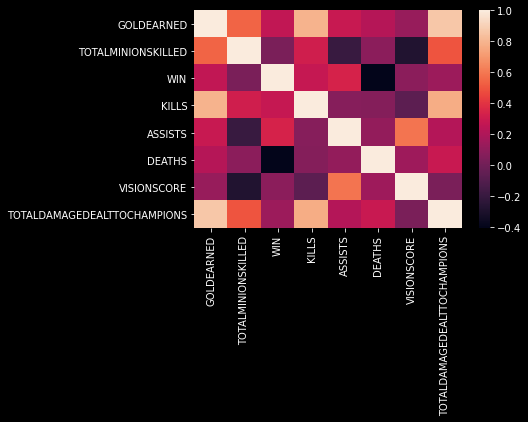 GOLDEARNED
TOTALMINIONSKILLED
WIN
KILLS
ASSISTS
DEATHS
VISIONSCORE
TOTALDAMAGEDEALTTOCHAMPIONS
GOLDEARNED
TOTALMINIONSKILLED
WIN
KILLS
ASSISTS
DEATHS
VISIONSCORE
TOTALDAMAGEDEALTTOCHAMPIONS
1.0
0.8
0.6
0.4
0.2
0.0
−0.2
−0.4